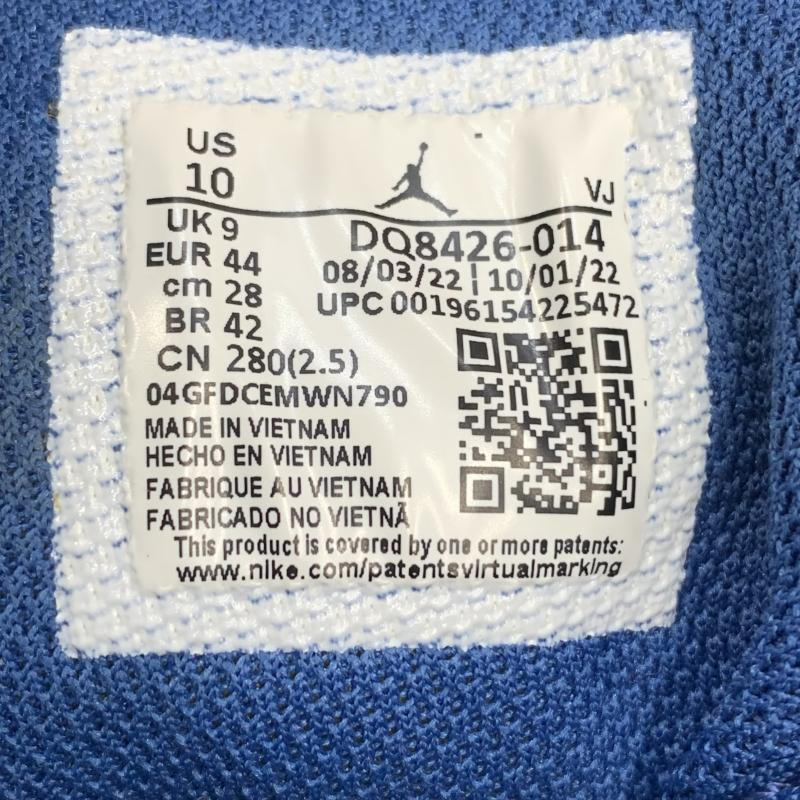 US
10
VJ
UK 9
EUR 44
cm 28
BR 42
CN 280(2.5)
DQ8426-014
08/03/22 | 10/01/22
UPC 00196154225472
04GFDCEMWN790
MADE IN VIETNAM
HECHO EN VIETNAM
FABRIQUE AU VIETNAM
FABRICADO NO VIETNÃ
This product is covered by one or more patents:
www.nike.com/patentsvirtualmarking